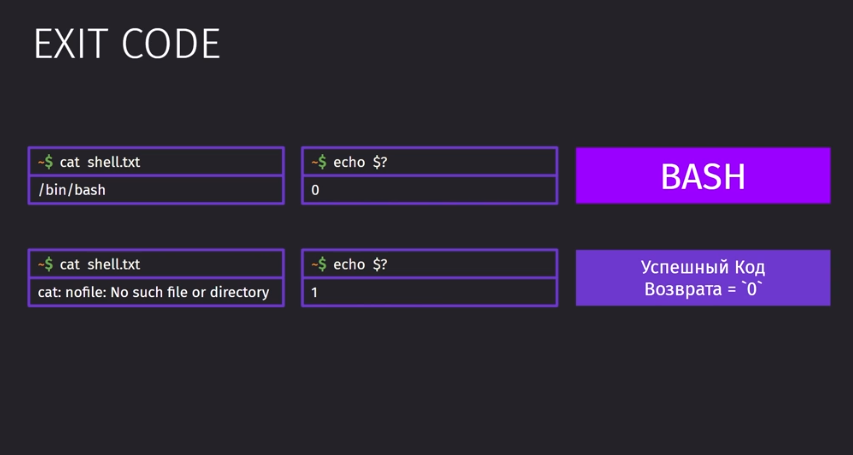 EXIT CODE
~$ cat shell.txt
/bin/bash
~$ echo $?
0
BASH
~$ cat shell.txt
cat: nofile: No such file or directory
~$ echo $?
1
Успешный Код
Возврата = `0`